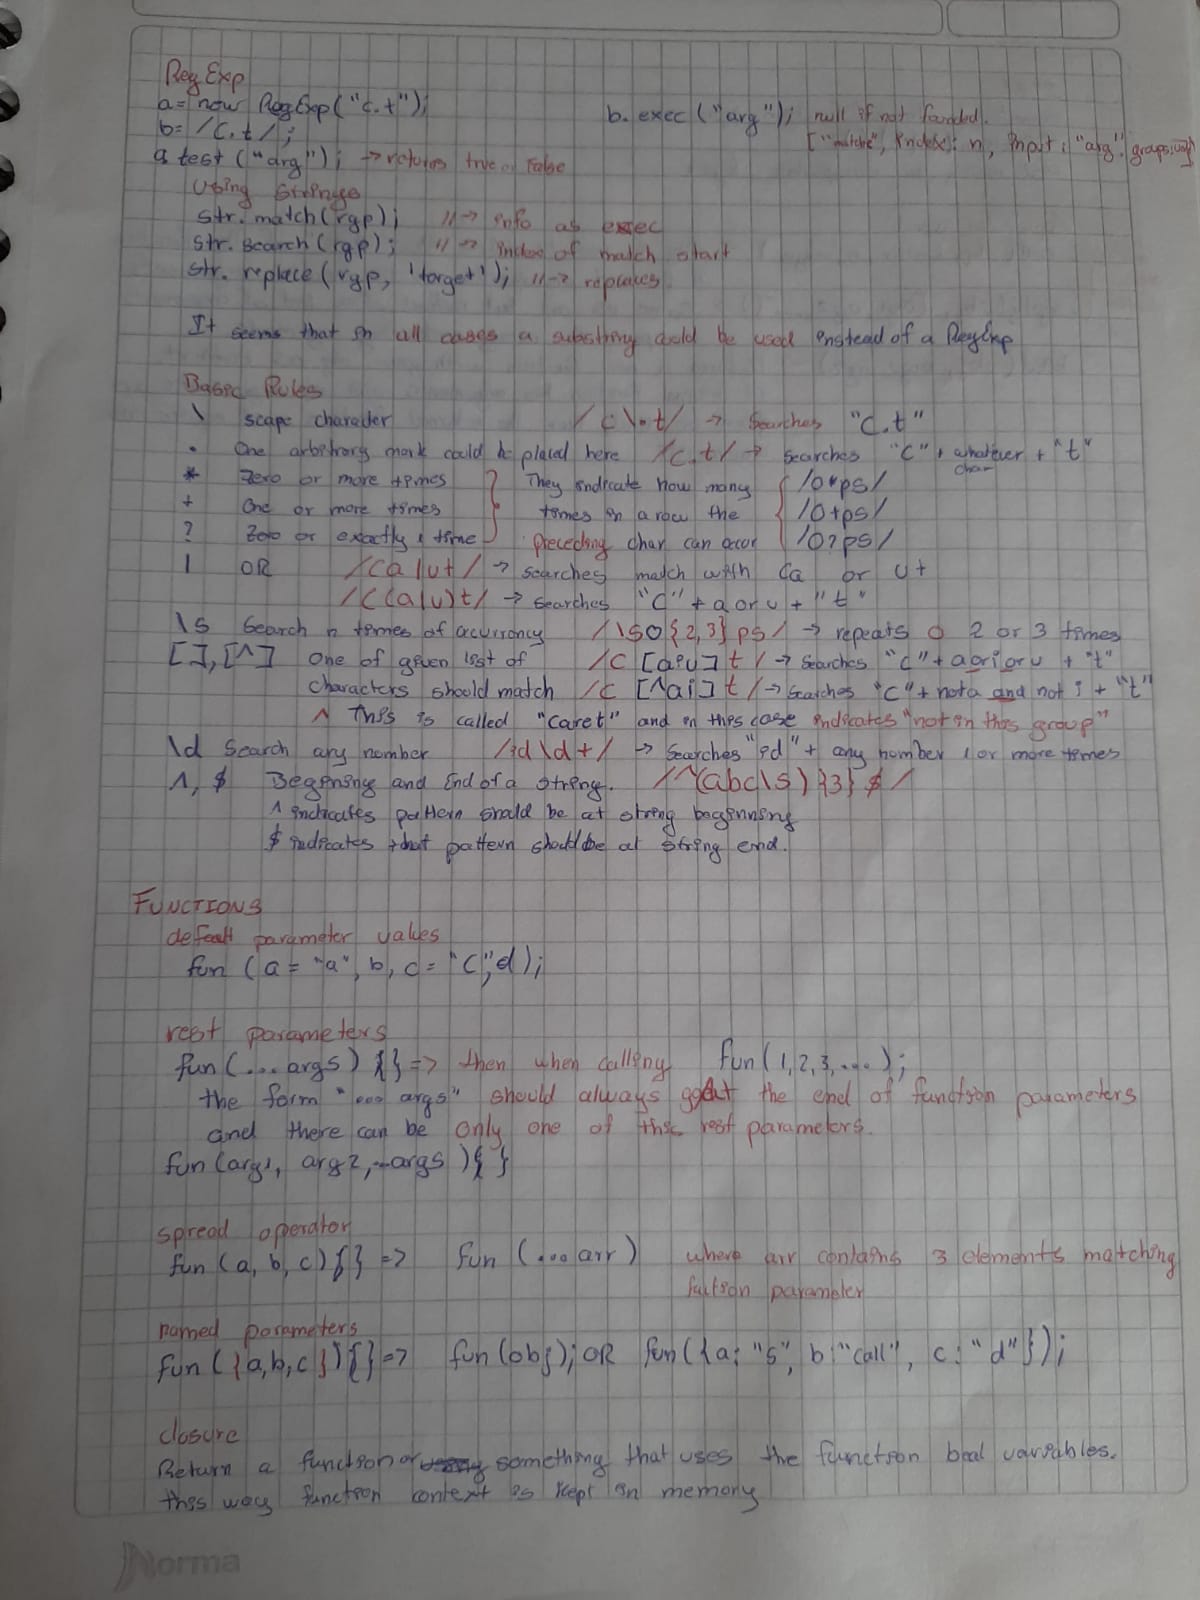 RegExp
a= new RegExp("c.t");
b= /c.t/;
b.exec("arg"); null if not founded.
["matche", index: n, input: "arg", groups:
a test ("arg"); -> returns true or False
Using Strings
str.match(rgp); //-> info as exec
str.search(rgp); //-> index of match start
str.replace(rgp, 'target'); //-> replaces
It seems that in all cases a substring could be used instead of a RegExp
Basic Rules
\ scape character /c\.t/ -> Searches "c.t"
. One arbitrary mark could be placed here /c.t/ -> searches "c" + whatever char + "t"
* Zero or more times } They indicate how many { /o*ps/
+ One or more times } times in a row the { /o+ps/
? Zero or exactly 1 time } preceding char can occur { /o?ps/
| OR /ca|ut/ -> searches match with ca or ut
/c(a|u)t/ -> searches "c" + a or u + "t"
\s Search n times of occurrency /\so{2,3}ps/ -> repeats o 2 or 3 times
[], [^] One of given list of /c[aiu]t/ -> searches "c" + a or i or u + "t"
characters should match /c[^ai]t/ -> searches "c" + not a and not i + "t"
^ This is called "caret" and in this case indicates "not in this group"
\d Search any number /id\d+/ -> searches "id" + any number 1 or more times
^, $ Beginning and End of a string. /^(abc\s){3}$/
^ indicates pattern should be at string beginning
$ indicates that pattern should be at string end.
FUNCTIONS
default parameter values
fun (a = "a", b, c = "c", d);
rest parameters
fun(...args) {} => then when calling fun(1,2,3,...);
the form "...args" should always go at the end of function parameters
and there can be only one of this rest parameters.
fun(arg1, arg2, ...args ){ }
spread operator
fun (a, b, c) {} => fun (...arr) where arr contains 3 elements matching
fuction parameter
named parameters
fun ({a,b,c}) {} => fun(obj); OR fun({a: "5", b: "call", c: "d"});
closure
Return a function or something that uses the function local variables.
this way function context is kept in memory
Norma